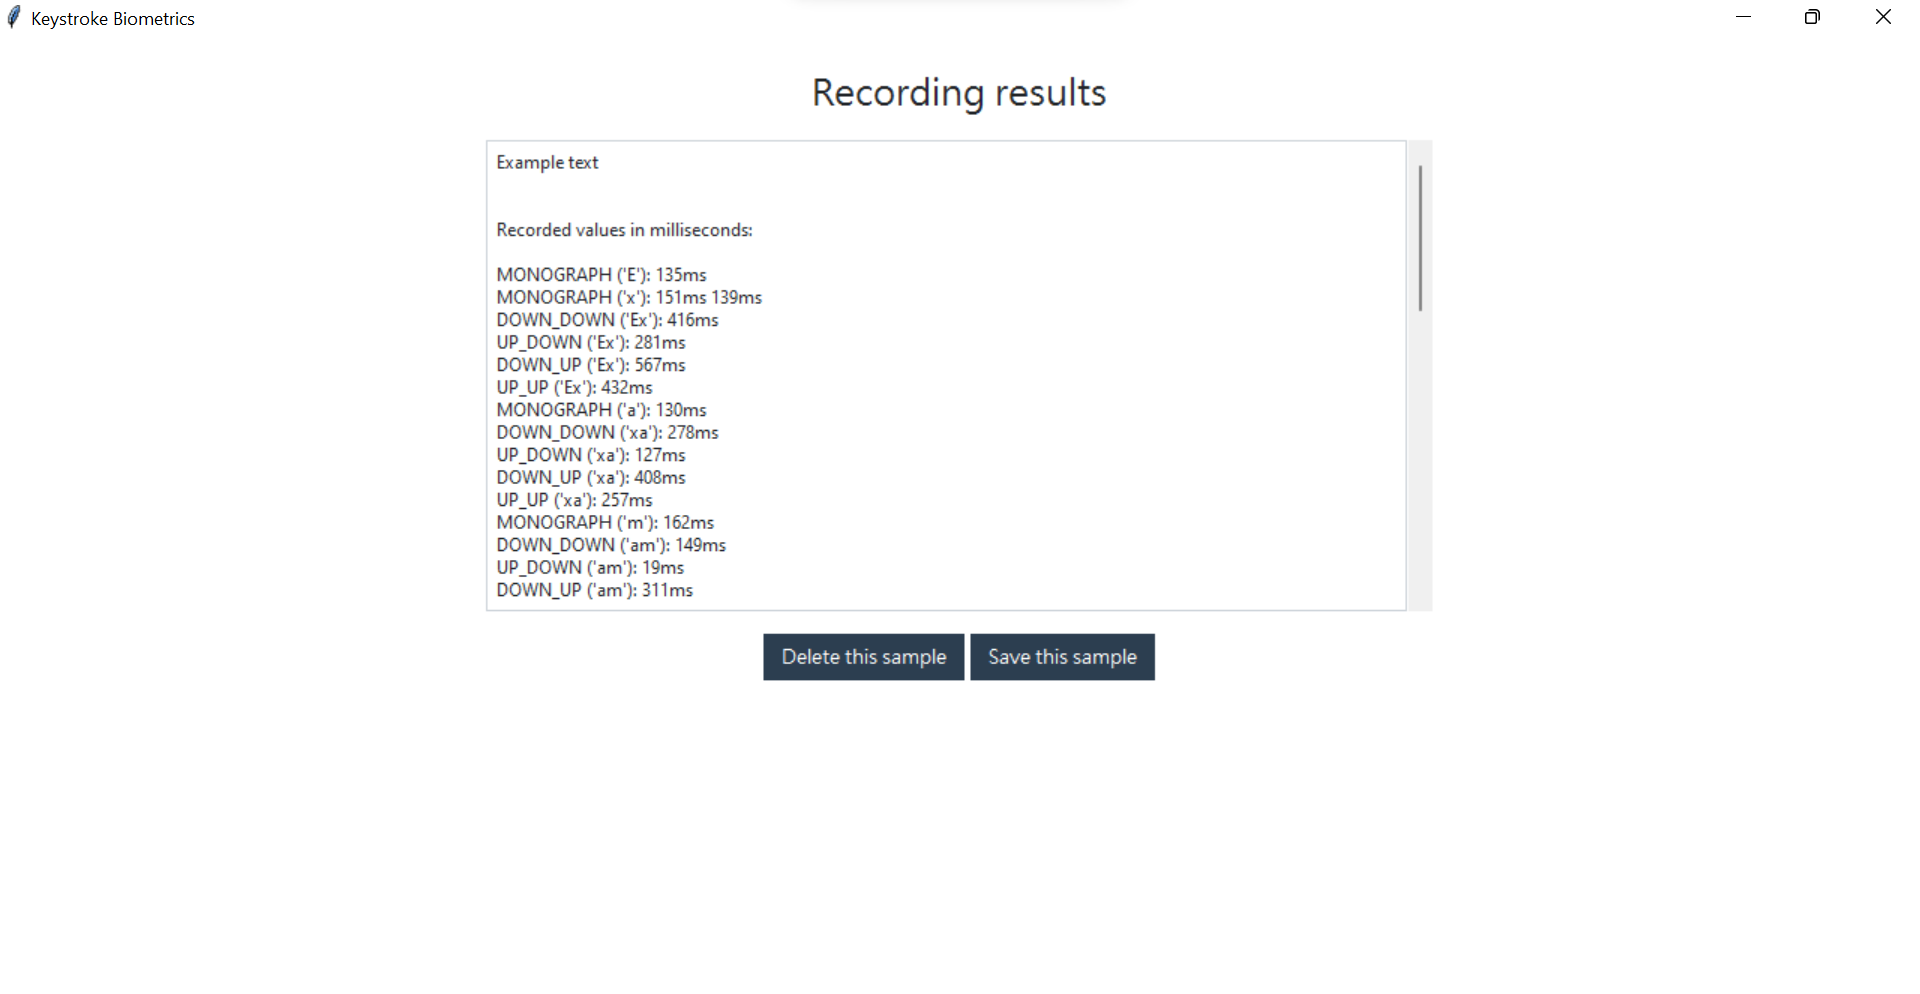 Keystroke Biometrics
Recording results
Example text
Recorded values in milliseconds:
MONOGRAPH ('E'): 135ms
MONOGRAPH ('x'): 151ms 139ms
DOWN_DOWN ('Ex'): 416ms
UP_DOWN ('Ex'): 281ms
DOWN_UP ('Ex'): 567ms
UP_UP ('Ex'): 432ms
MONOGRAPH ('a'): 130ms
DOWN_DOWN ('xa'): 278ms
UP_DOWN ('xa'): 127ms
DOWN_UP ('xa'): 408ms
UP_UP ('xa'): 257ms
MONOGRAPH ('m'): 162ms
DOWN_DOWN ('am'): 149ms
UP_DOWN ('am'): 19ms
DOWN_UP ('am'): 311ms
Delete this sample
Save this sample